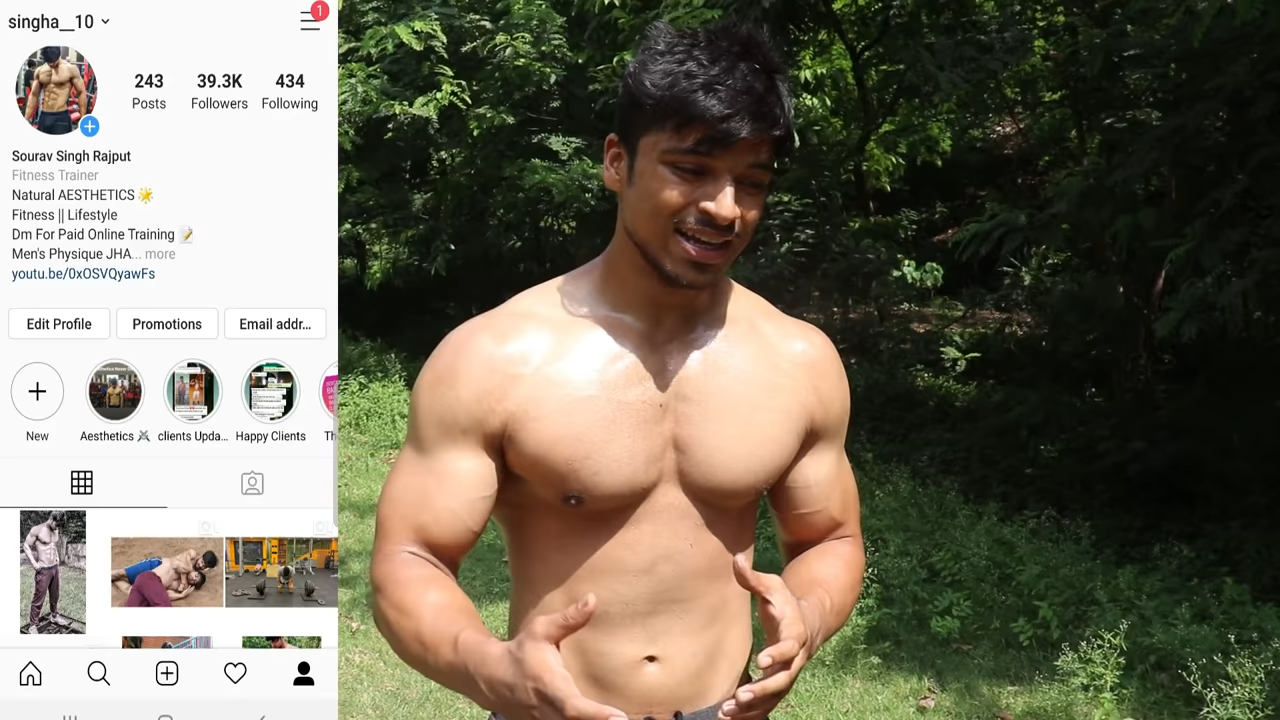 singha__10
1
243
39.3K
434
Posts
Followers
Following
Sourav Singh Rajput
Fitness Trainer
Natural AESTHETICS 🌟
Fitness || Lifestyle
Dm For Paid Online Training 📝
Men's Physique JHA... more
youtu.be/0xOSVQyawFs
Edit Profile
Promotions
Email addr...
New
Aesthetics ⚔
clients Upda...
Happy Clients
Th